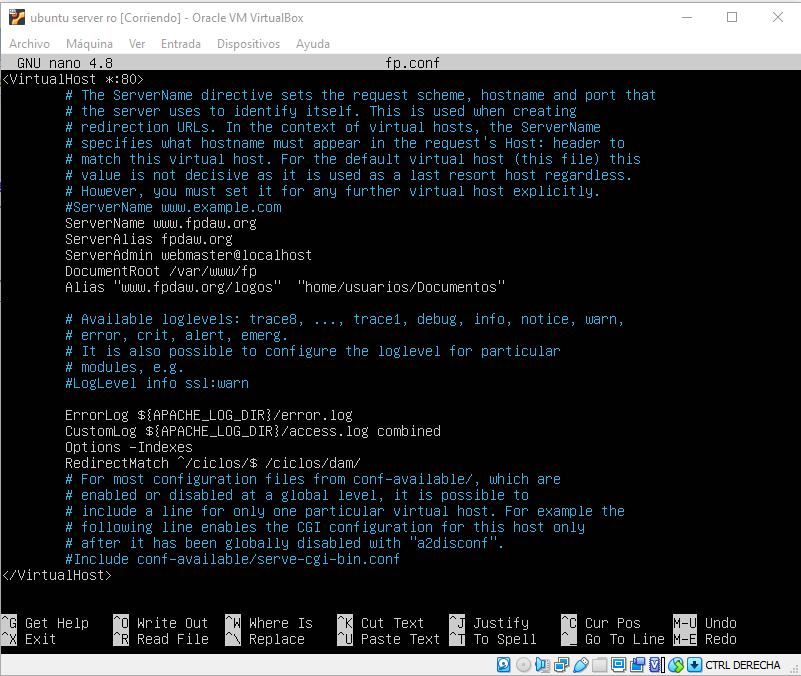 ubuntu server ro [Corriendo] - Oracle VM VirtualBox
Archivo Máquina Ver Entrada Dispositivos Ayuda
GNU nano 4.8 fp.conf
<VirtualHost *:80>
# The ServerName directive sets the request scheme, hostname and port that
# the server uses to identify itself. This is used when creating
# redirection URLs. In the context of virtual hosts, the ServerName
# specifies what hostname must appear in the request's Host: header to
# match this virtual host. For the default virtual host (this file) this
# value is not decisive as it is used as a last resort host regardless.
# However, you must set it for any further virtual host explicitly.
#ServerName www.example.com
ServerName www.fpdaw.org
ServerAlias fpdaw.org
ServerAdmin webmaster@localhost
DocumentRoot /var/www/fp
Alias "www.fpdaw.org/logos" "home/usuarios/Documentos"
# Available loglevels: trace8, ..., trace1, debug, info, notice, warn,
# error, crit, alert, emerg.
# It is also possible to configure the loglevel for particular
# modules, e.g.
#LogLevel info ssl:warn
ErrorLog ${APACHE_LOG_DIR}/error.log
CustomLog ${APACHE_LOG_DIR}/access.log combined
Options -Indexes
RedirectMatch ^/ciclos/$ /ciclos/dam/
# For most configuration files from conf-available/, which are
# enabled or disabled at a global level, it is possible to
# include a line for only one particular virtual host. For example the
# following line enables the CGI configuration for this host only
# after it has been globally disabled with "a2disconf".
#Include conf-available/serve-cgi-bin.conf
</VirtualHost>
^G Get Help ^O Write Out ^W Where Is ^K Cut Text ^J Justify ^C Cur Pos M-U Undo
^X Exit ^R Read File ^\ Replace ^U Paste Text ^T To Spell ^_ Go To Line M-E Redo
CTRL DERECHA